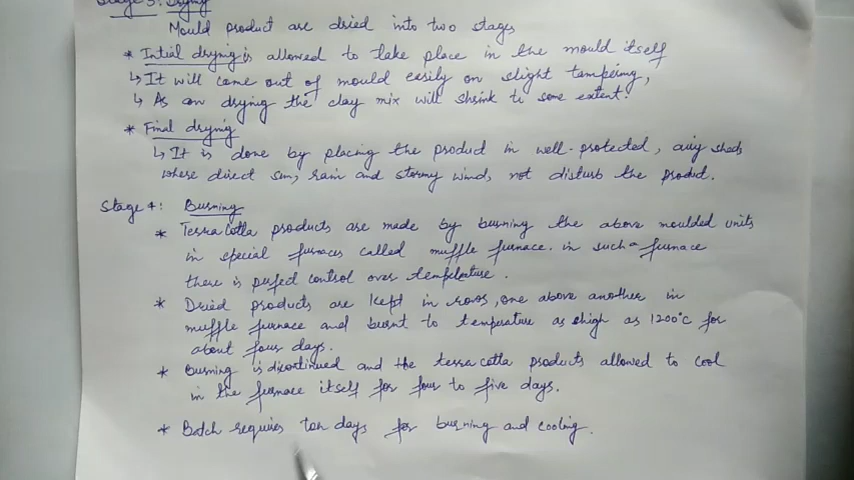 Stage 3: Drying
Mould product are dried into two stages
* Intial drynig is allowed to take place in the mould itself
↳ It will came out of mould easily on slight tampering,
↳ As on drying the clay mix will shrink to some extent.
* Final drying
↳ It is done by placing the product in well-protected, airy sheds
where direct sun, rain and stormy winds not disturb the product.
Stage 4: Burning
* Terra Cotta products are made by burning the above moulded units
in special furnaces called muffle furnace. in such a furnace
there is perfect control over temperature.
* Dried products are kept in rows, one above another in
muffle furnace and burnt to temperature as high as 1200°C for
about four days.
* Burning is discontinued and the terra cotta products allowed to cool
in the furnace itself for four to five days.
* Batch requires ten days for burning and cooling.